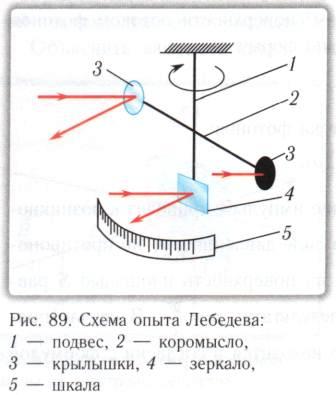 1
2
3
3
4
5
Рис. 89. Схема опыта Лебедева:
1 — подвес, 2 — коромысло,
3 — крылышки, 4 — зеркало,
5 — шкала